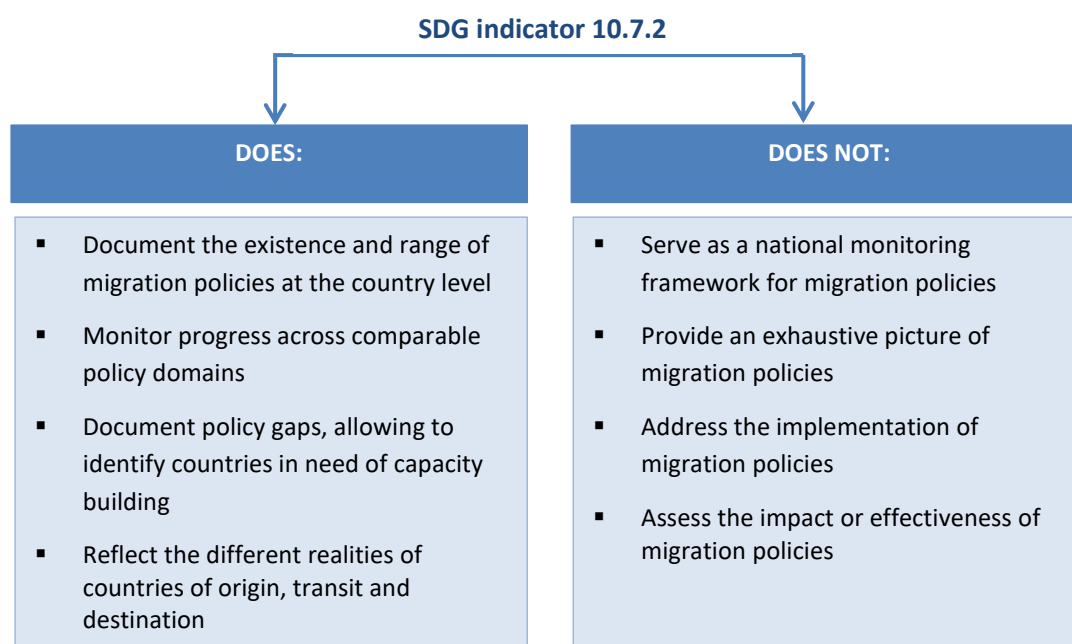 SDG indicator 10.7.2
DOES:
▪ Document the existence and range of
migration policies at the country level
▪ Monitor progress across comparable
policy domains
▪ Document policy gaps, allowing to
identify countries in need of capacity
building
▪ Reflect the different realities of
countries of origin, transit and
destination
DOES NOT:
▪ Serve as a national monitoring
framework for migration policies
▪ Provide an exhaustive picture of
migration policies
▪ Address the implementation of
migration policies
▪ Assess the impact or effectiveness of
migration policies